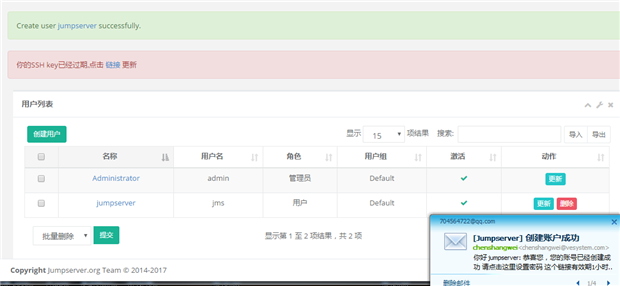 Create user jumpserver successfully.
你的SSH key已经过期,点击 链接 更新
用户列表
创建用户
显示 15 项结果 搜索: 导入 导出
名称 用户名 角色 用户组 激活 动作
Administrator admin 管理员 Default 更新
jumpserver jms 用户 Default 更新 删除
批量删除 提交 显示第 1 至 2 项结果，共 2 项
Copyright Jumpserver.org Team © 2014-2017
704564722@qq.com
[Jumpserver] 创建账户成功
chenshangwei<chenshangwei@vesystem.com>
你好 jumpserver: 恭喜您，您的账号已经创建成
功 请点击这里设置密码 这个链接有效期1小时..
删除邮件 1/4